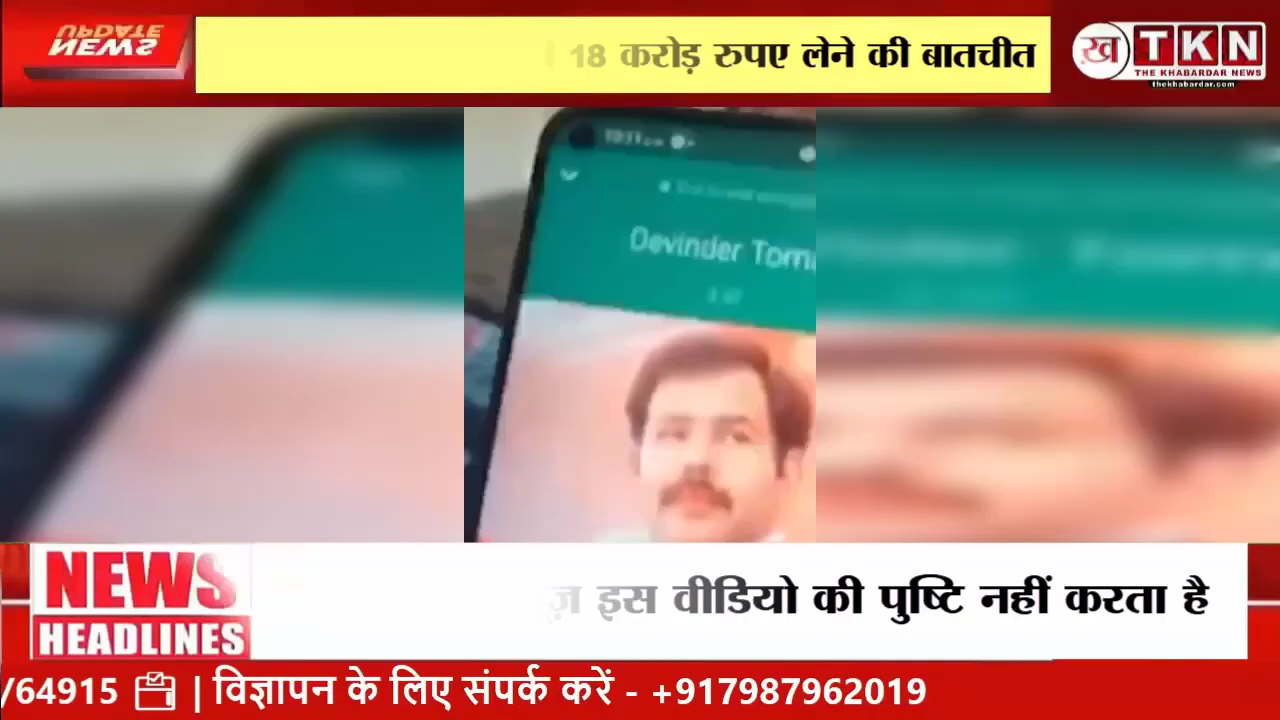 UPDATE
NEWS
18 करोड़ रुपए लेने की बातचीत
ख़ TKN
THE KHABARDAR NEWS
thekhabardar.com
Devinder
NEWS
HEADLINES
इस वीडियो की पुष्टि नहीं करता है
/64915 | विज्ञापन के लिए संपर्क करें - +917987962019